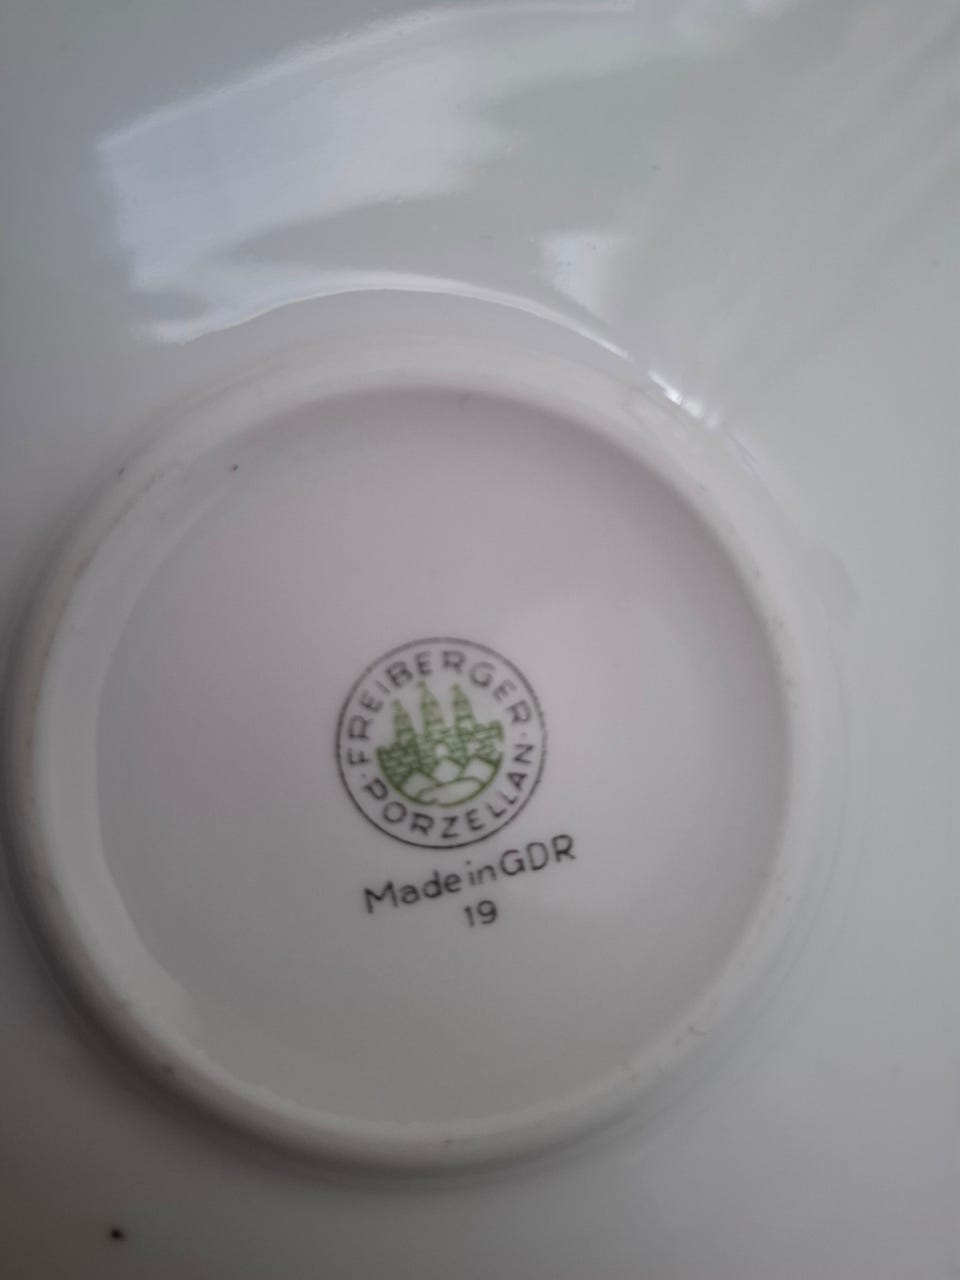 FREIBERGER
PORZELLAN
Made in GDR
19